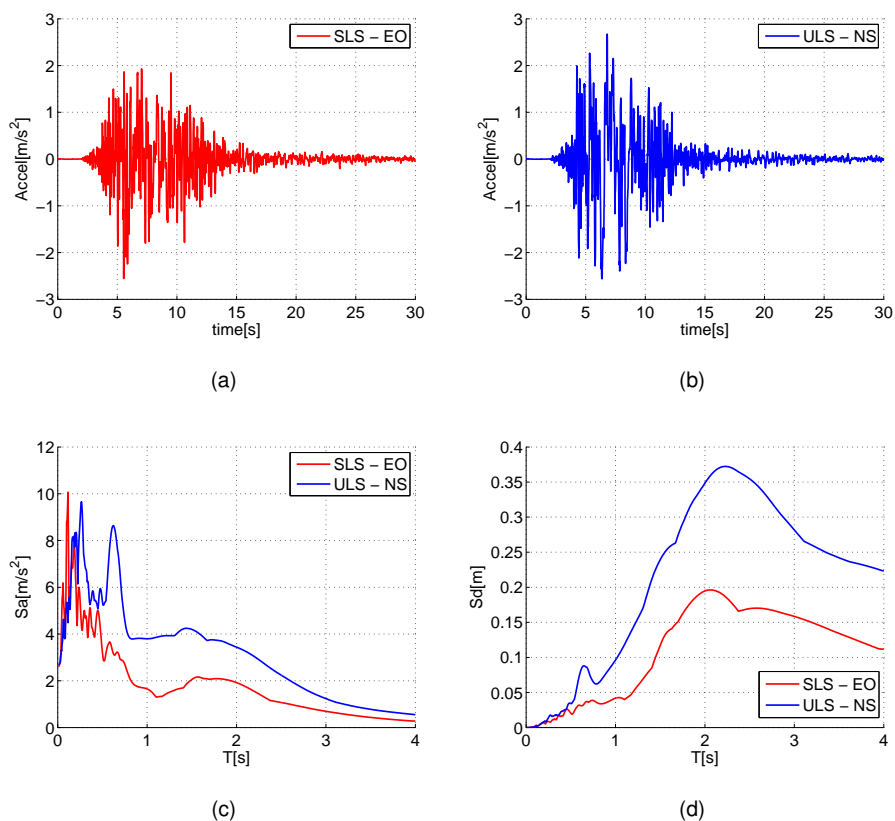 3
2
1
0
−1
−2
−3
Accel[m/s²]
0 5 10 15 20 25 30
time[s]
SLS − EO
(a)
3
2
1
0
−1
−2
−3
Accel[m/s²]
0 5 10 15 20 25 30
time[s]
ULS − NS
(b)
12
10
8
6
4
2
0
Sa[m/s²]
0 1 2 3 4
T[s]
SLS − EO
ULS − NS
(c)
0.4
0.35
0.3
0.25
0.2
0.15
0.1
0.05
0
Sd[m]
0 1 2 3 4
T[s]
SLS − EO
ULS − NS
(d)